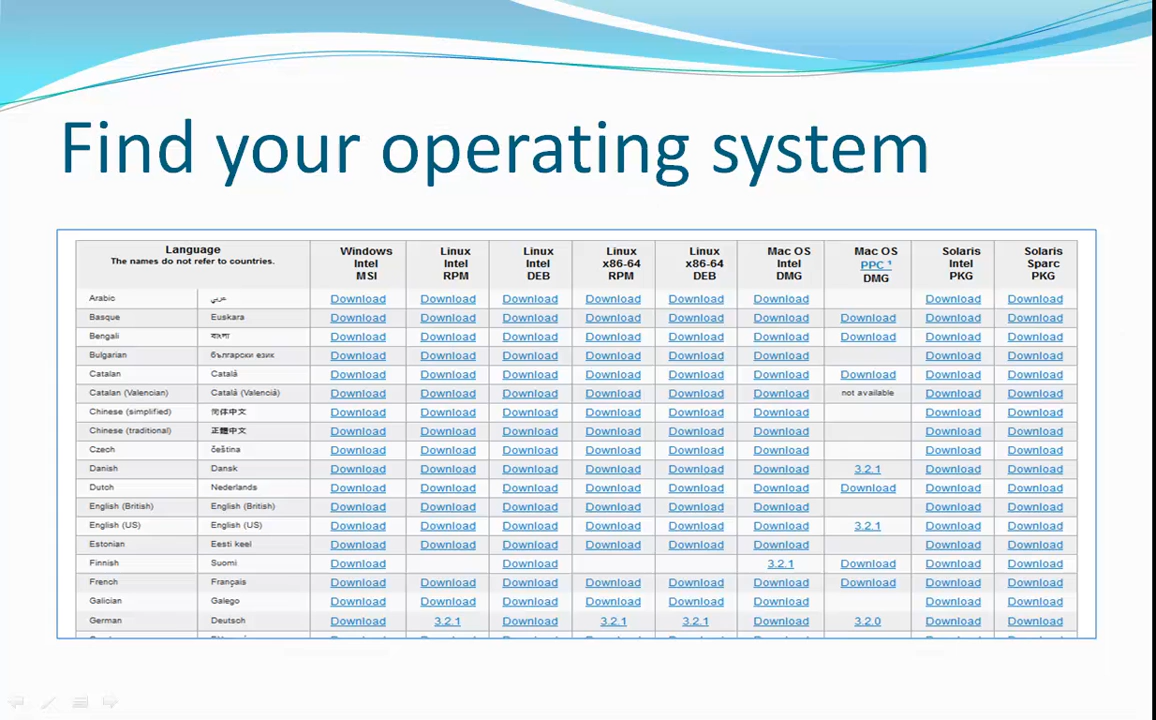 Find your operating system
Language
The names do not refer to countries.
Windows Intel MSI
Linux Intel RPM
Linux Intel DEB
Linux x86-64 RPM
Linux x86-64 DEB
Mac OS Intel DMG
Mac OS PPC ¹ DMG
Solaris Intel PKG
Solaris Sparc PKG
Arabic عربي Download Download Download Download Download Download Download Download
Basque Euskara Download Download Download Download Download Download Download Download Download
Bengali বাংলা Download Download Download Download Download Download Download Download Download
Bulgarian български език Download Download Download Download Download Download Download Download
Catalan Català Download Download Download Download Download Download Download Download Download
Catalan (Valencian) Català (Valencià) Download Download Download Download Download Download not available Download Download
Chinese (simplified) 简体中文 Download Download Download Download Download Download Download Download
Chinese (traditional) 正體中文 Download Download Download Download Download Download Download Download
Czech čeština Download Download Download Download Download Download Download Download
Danish Dansk Download Download Download Download Download Download 3.2.1 Download Download
Dutch Nederlands Download Download Download Download Download Download Download Download Download
English (British) English (British) Download Download Download Download Download Download Download Download
English (US) English (US) Download Download Download Download Download Download 3.2.1 Download Download
Estonian Eesti keel Download Download Download Download Download Download Download Download
Finnish Suomi Download Download 3.2.1 Download Download Download
French Français Download Download Download Download Download Download Download Download Download
Galician Galego Download Download Download Download Download Download Download Download
German Deutsch Download 3.2.1 Download 3.2.1 3.2.1 Download 3.2.0 Download Download